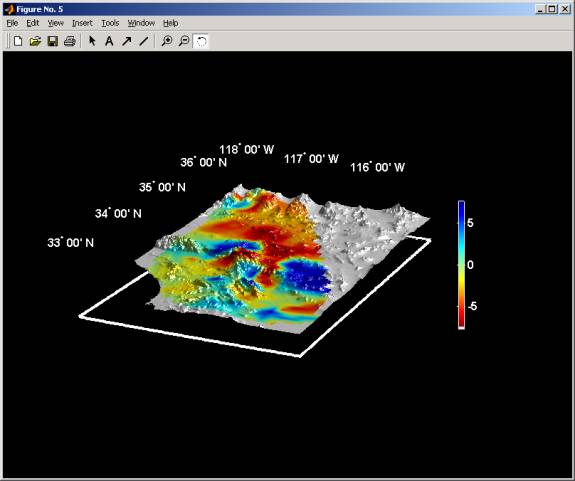 Figure No. 5
File Edit View Insert Tools Window Help
A
118° 00' W
36° 00' N
117° 00' W
116° 00' W
35° 00' N
34° 00' N
33° 00' N
5
0
-5